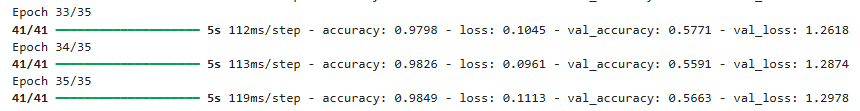 Epoch 33/35
41/41 ━━━━━━━━━━━━━━━━━━━━ 5s 112ms/step - accuracy: 0.9798 - loss: 0.1045 - val_accuracy: 0.5771 - val_loss: 1.2618
Epoch 34/35
41/41 ━━━━━━━━━━━━━━━━━━━━ 5s 113ms/step - accuracy: 0.9826 - loss: 0.0961 - val_accuracy: 0.5591 - val_loss: 1.2874
Epoch 35/35
41/41 ━━━━━━━━━━━━━━━━━━━━ 5s 119ms/step - accuracy: 0.9849 - loss: 0.1113 - val_accuracy: 0.5663 - val_loss: 1.2978